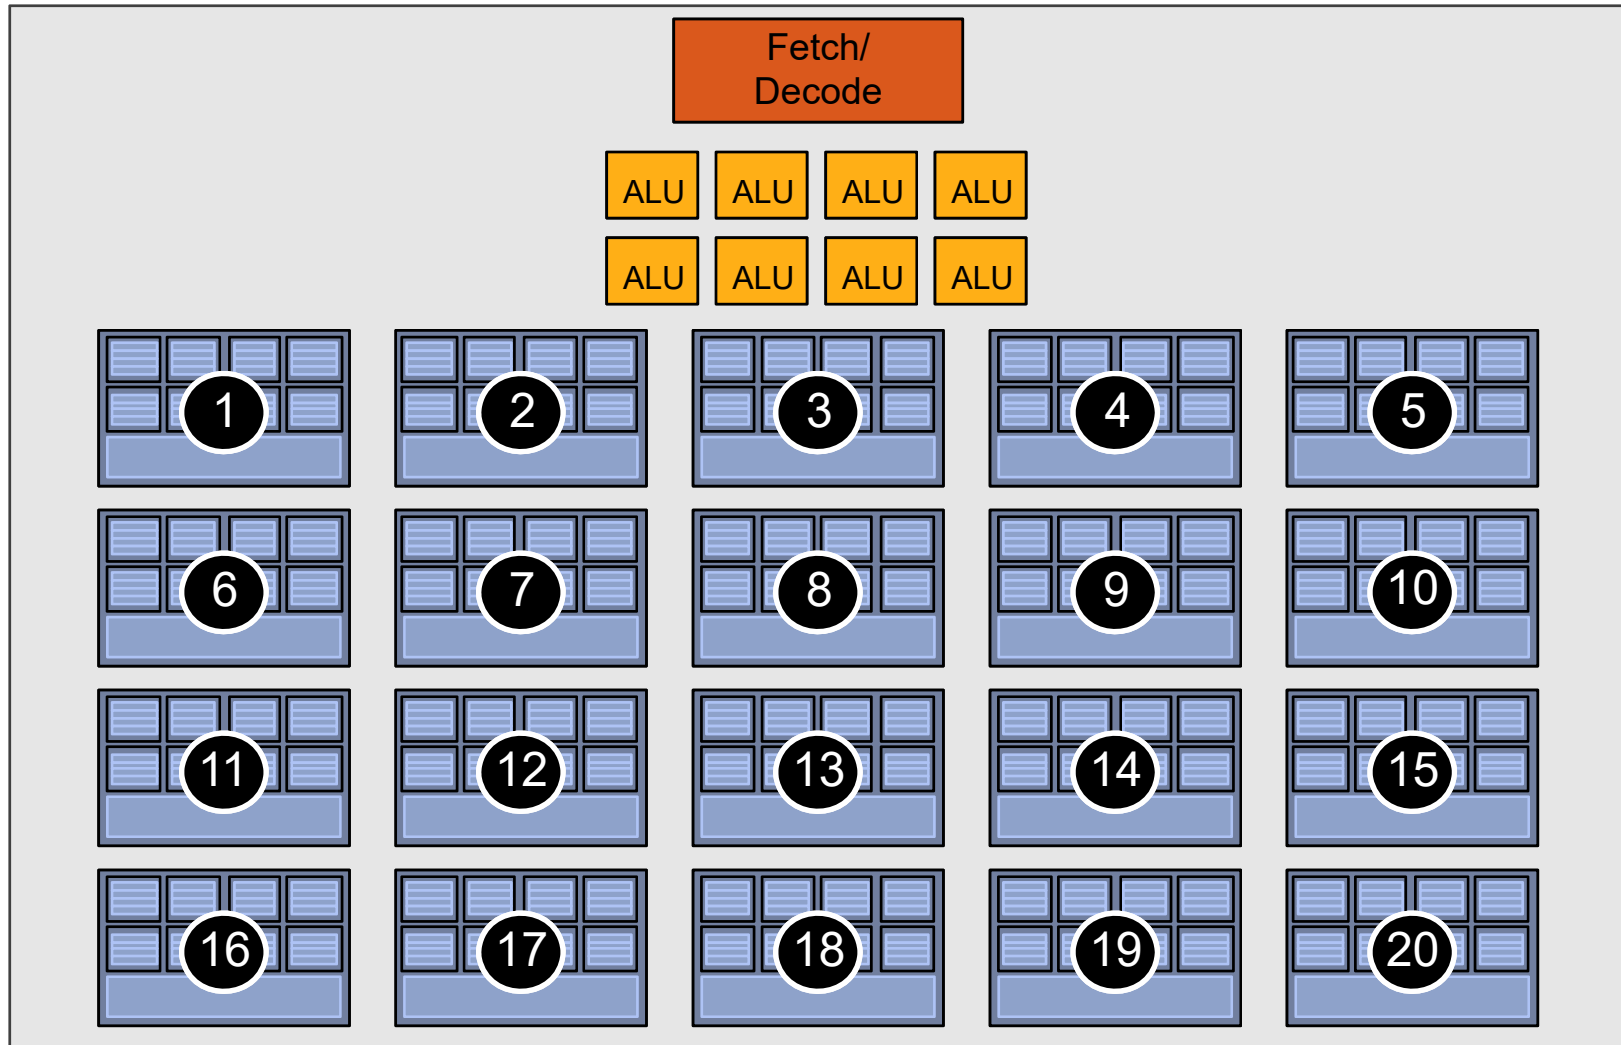 Fetch/
Decode
ALU ALU ALU ALU
ALU ALU ALU ALU
1 2 3 4 5
6 7 8 9 10
11 12 13 14 15
16 17 18 19 20